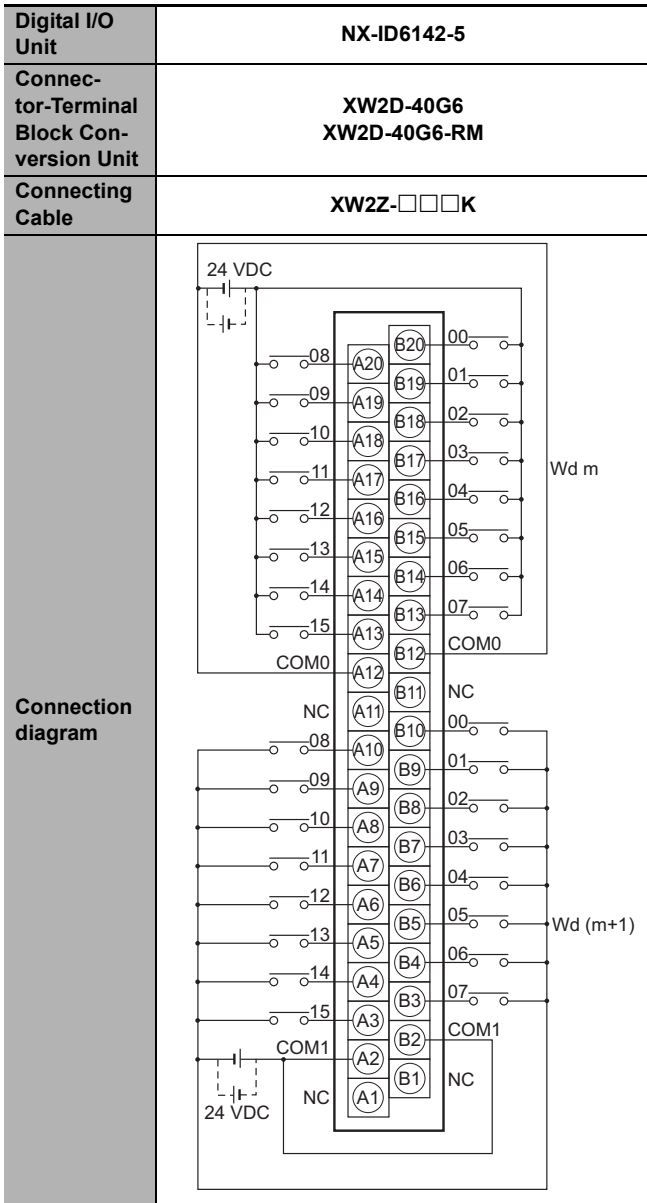 Digital I/O
Unit
NX-ID6142-5
Connec-
tor-Terminal
Block Con-
version Unit
XW2D-40G6
XW2D-40G6-RM
Connecting
Cable
XW2Z-□□□K
Connection
diagram
24 VDC
B20 00
08 A20
B19 01
09 A19
B18 02
10 A18
B17 03
Wd m
11 A17
B16 04
12 A16
B15 05
13 A15
B14 06
14 A14
B13 07
15 A13
B12 COM0
COM0 A12
B11 NC
NC A11
B10 00
08 A10
B9 01
09 A9
B8 02
10 A8
B7 03
11 A7
B6 04
12 A6
B5 05 Wd (m+1)
13 A5
B4 06
14 A4
B3 07
15 A3
B2 COM1
COM1 A2
B1 NC
NC A1
24 VDC